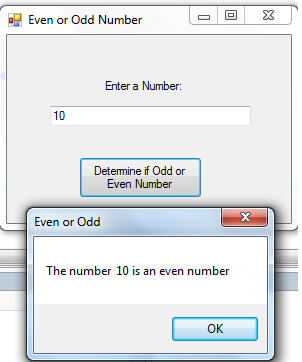 Even or Odd Number
Enter a Number:
10
Determine if Odd or
Even Number
Even or Odd
The number 10 is an even number
OK